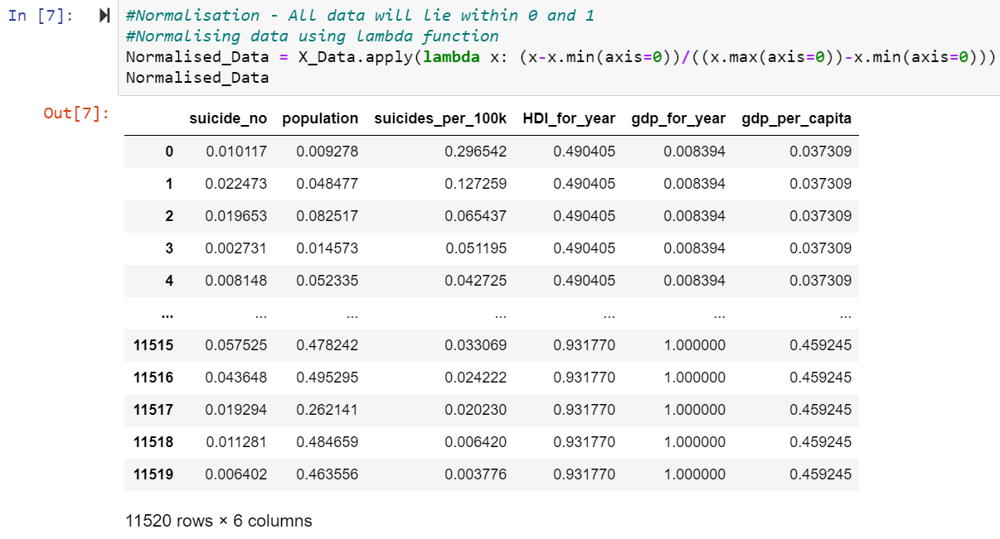 In [7]:
#Normalisation - All data will lie within 0 and 1
#Normalising data using lambda function
Normalised_Data = X_Data.apply(lambda x: (x-x.min(axis=0))/((x.max(axis=0))-x.min(axis=0)))
Normalised_Data
Out[7]:
suicide_no population suicides_per_100k HDI_for_year gdp_for_year gdp_per_capita
0 0.010117 0.009278 0.296542 0.490405 0.008394 0.037309
1 0.022473 0.048477 0.127259 0.490405 0.008394 0.037309
2 0.019653 0.082517 0.065437 0.490405 0.008394 0.037309
3 0.002731 0.014573 0.051195 0.490405 0.008394 0.037309
4 0.008148 0.052335 0.042725 0.490405 0.008394 0.037309
... ... ... ... ... ... ...
11515 0.057525 0.478242 0.033069 0.931770 1.000000 0.459245
11516 0.043648 0.495295 0.024222 0.931770 1.000000 0.459245
11517 0.019294 0.262141 0.020230 0.931770 1.000000 0.459245
11518 0.011281 0.484659 0.006420 0.931770 1.000000 0.459245
11519 0.006402 0.463556 0.003776 0.931770 1.000000 0.459245
11520 rows × 6 columns